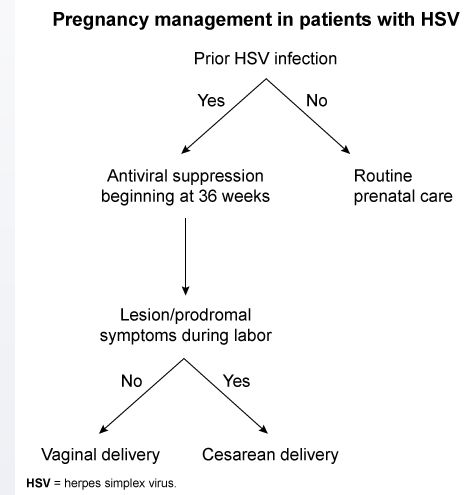 Pregnancy management in patients with HSV
Prior HSV infection
Yes
No
Antiviral suppression
beginning at 36 weeks
Routine
prenatal care
Lesion/prodromal
symptoms during labor
No
Yes
Vaginal delivery
Cesarean delivery
HSV = herpes simplex virus.